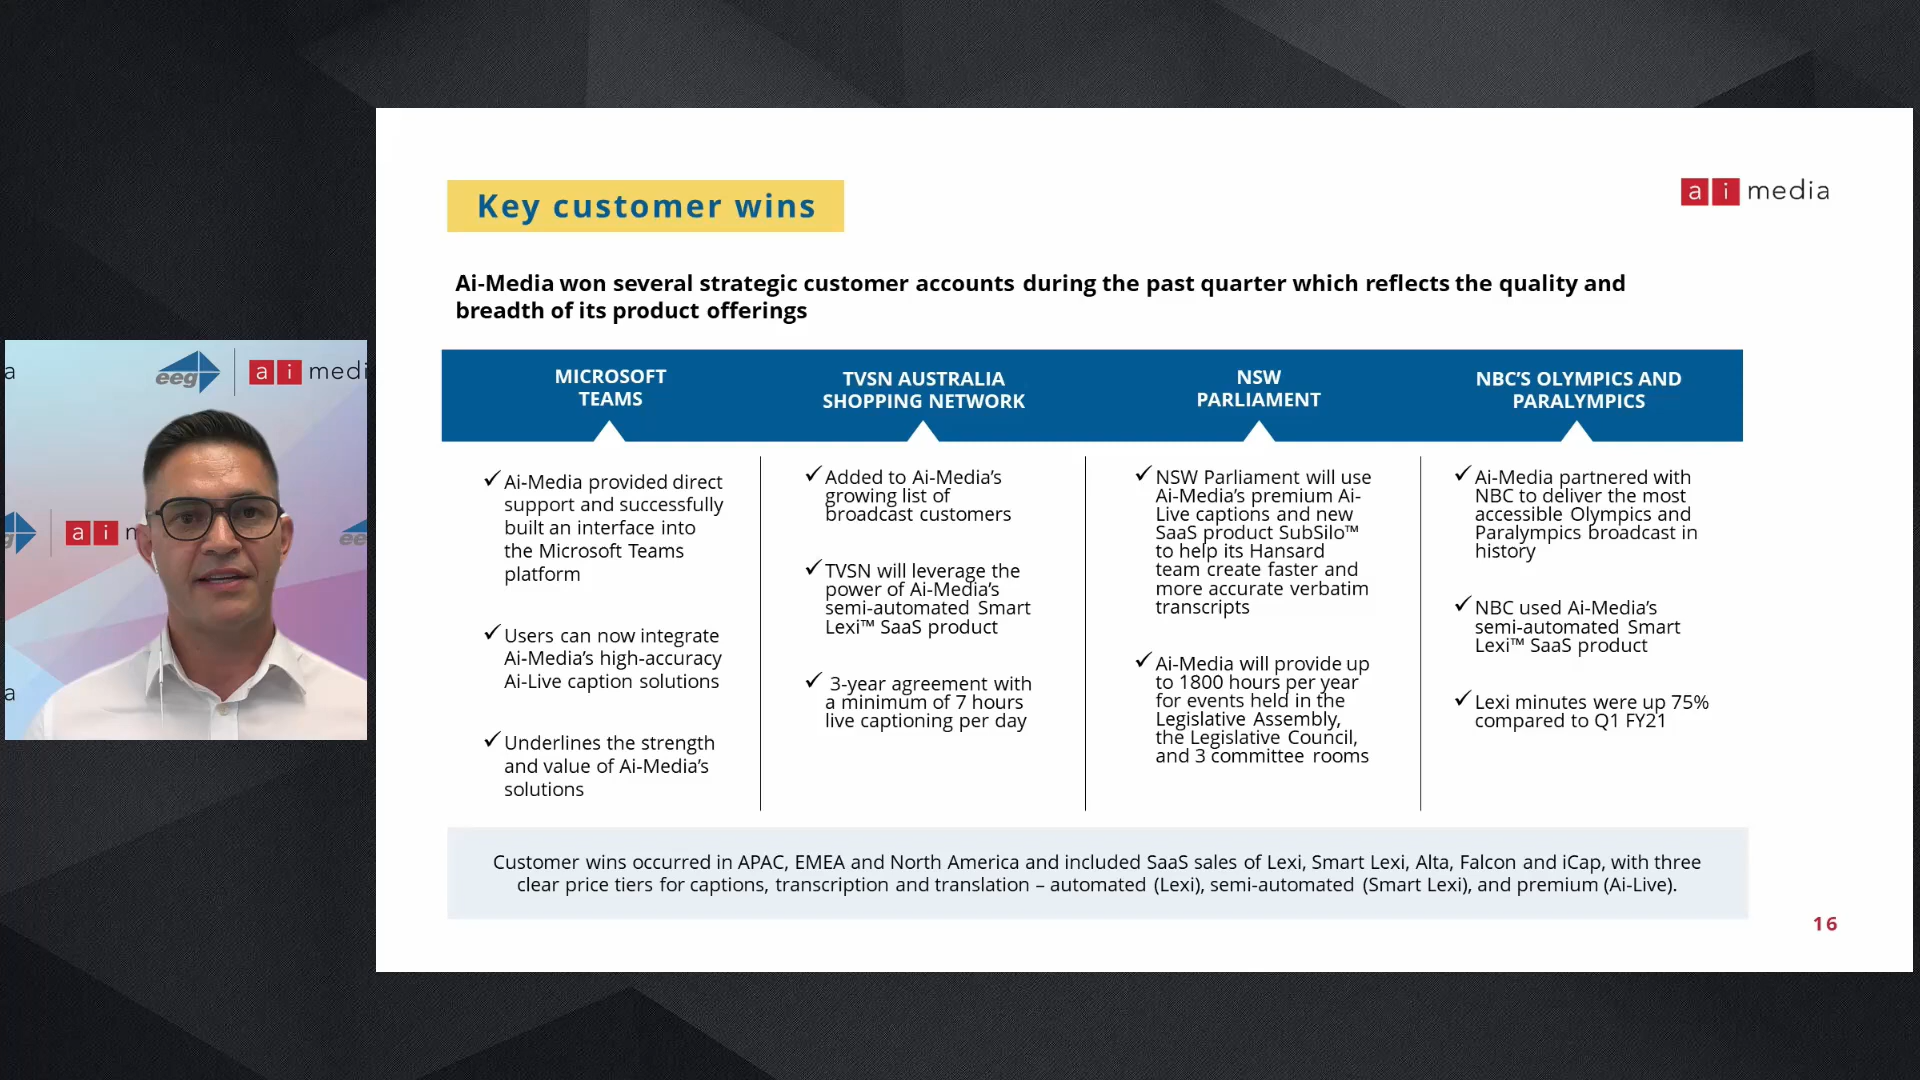 Key customer wins
ai media
Ai-Media won several strategic customer accounts during the past quarter which reflects the quality and
breadth of its product offerings
MICROSOFT
TEAMS
Ai-Media provided direct
support and successfully
built an interface into
the Microsoft Teams
platform
Users can now integrate
Ai-Media's high-accuracy
Ai-Live caption solutions
Underlines the strength
and value of Ai-Media's
solutions
TVSN AUSTRALIA
SHOPPING NETWORK
Added to Ai-Media's
growing list of
broadcast customers
TVSN will leverage the
power of Ai-Media's
semi-automated Smart
Lexi™ SaaS product
3-year agreement with
a minimum of 7 hours
live captioning per day
NSW
PARLIAMENT
NSW Parliament will use
Ai-Media's premium Ai-
Live captions and new
SaaS product SubSilo™
to help its Hansard
team create faster and
more accurate verbatim
transcripts
Ai-Media will provide up
to 1800 hours per year
for events held in the
Legislative Assembly,
the Legislative Council,
and 3 committee rooms
NBC'S OLYMPICS AND
PARALYMPICS
Ai-Media partnered with
NBC to deliver the most
accessible Olympics and
Paralympics broadcast in
history
NBC used Ai-Media's
semi-automated Smart
Lexi™ SaaS product
Lexi minutes were up 75%
compared to Q1 FY21
Customer wins occurred in APAC, EMEA and North America and included SaaS sales of Lexi, Smart Lexi, Alta, Falcon and iCap, with three
clear price tiers for captions, transcription and translation – automated (Lexi), semi-automated (Smart Lexi), and premium (Ai-Live).
16
a
eeg ai medi
g ai m
ee
a